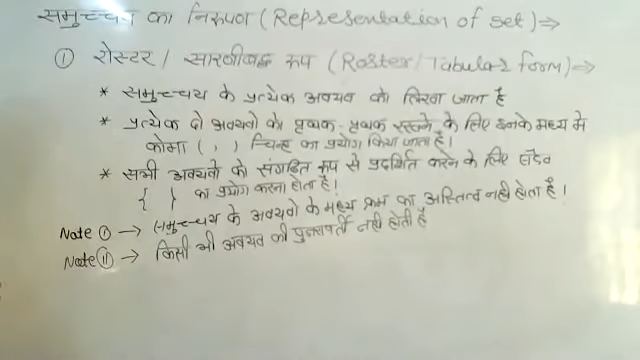 समुच्चय का निरूपण (Representation of set) ⇒
① रोस्टर / सारणीबद्ध रूप (Roster/Tabular form) ⇒
* समुच्चय के प्रत्येक अवयव को लिखा जाता है
* प्रत्येक दो अवयवों को पृथक-पृथक रखने के लिए इनके मध्य में
कोमा ( , ) चिन्ह का प्रयोग किया जाता है।
* सभी अवयवों को संगठित रूप से प्रदर्शित करने के लिए सदैव
{ } का प्रयोग करना होता है।
Note ① → समुच्चय के अवयवों के मध्य क्रम का अस्तित्व नहीं होता है।
Note ⑪ → किसी भी अवयव की पुनरावर्ती नहीं होती है